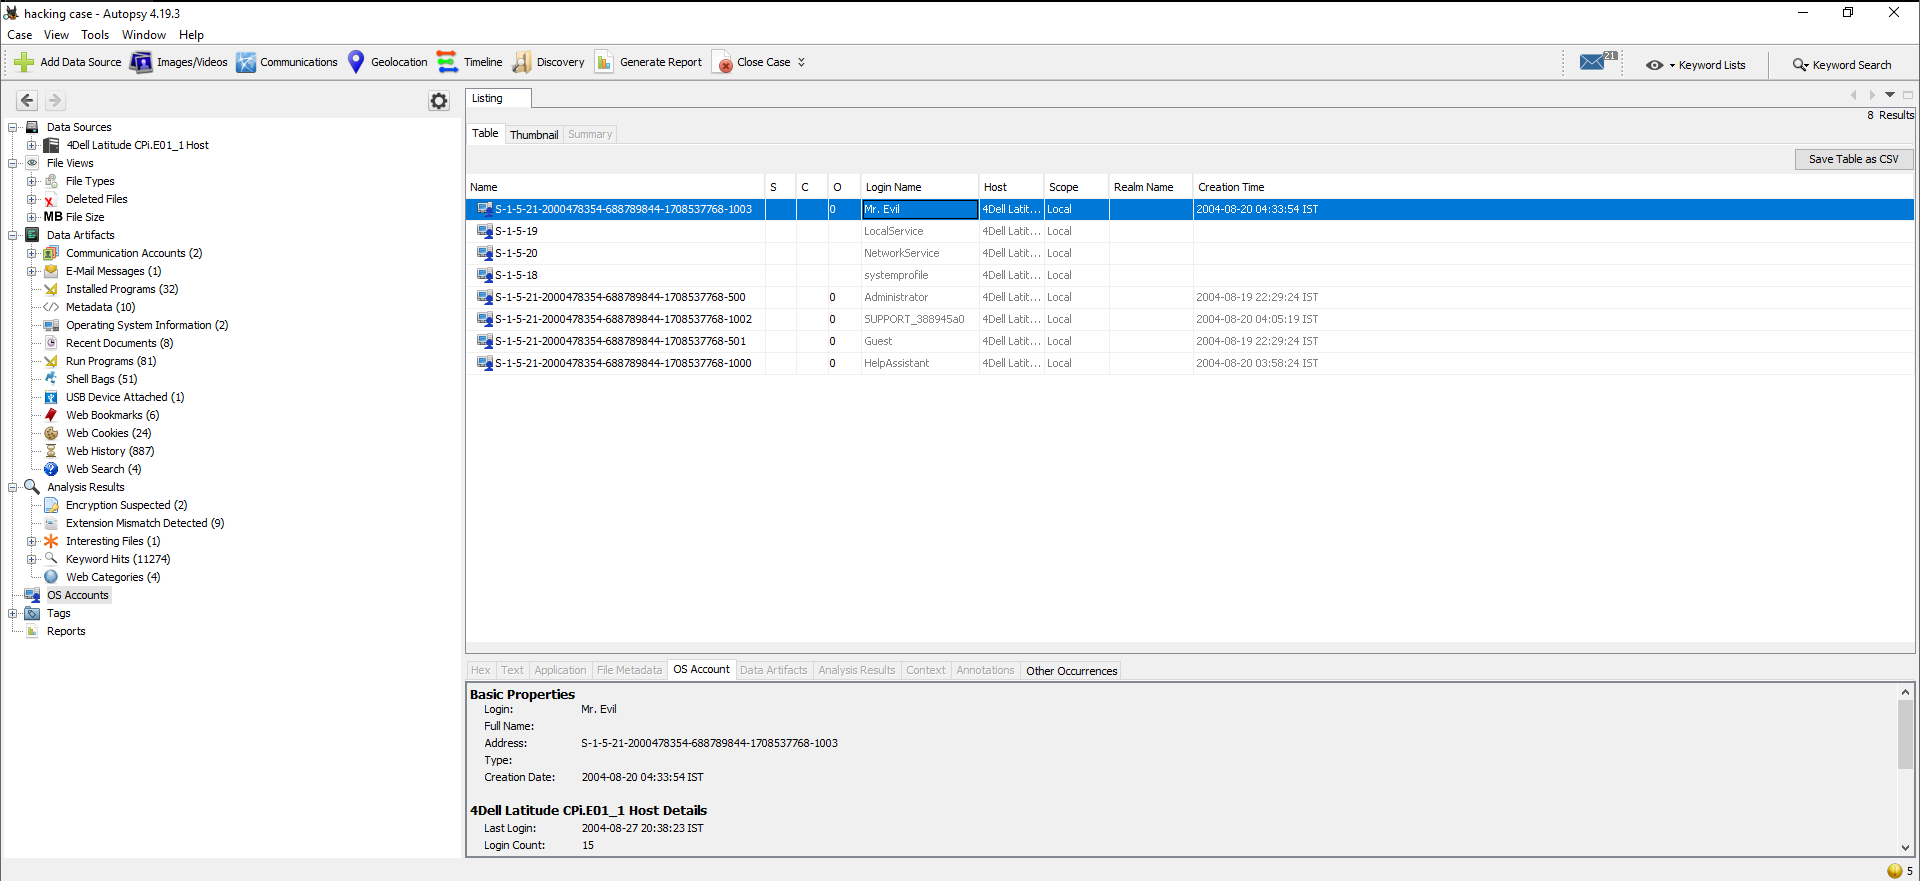 hacking case - Autopsy 4.19.3
Case View Tools Window Help
Add Data Source Images/Videos Communications Geolocation Timeline Discovery Generate Report Close Case 21 Keyword Lists Keyword Search
Data Sources
4Dell Latitude CPi.E01_1 Host
File Views
File Types
Deleted Files
MB File Size
Data Artifacts
Communication Accounts (2)
E-Mail Messages (1)
Installed Programs (32)
Metadata (10)
Operating System Information (2)
Recent Documents (8)
Run Programs (81)
Shell Bags (51)
USB Device Attached (1)
Web Bookmarks (6)
Web Cookies (24)
Web History (887)
Web Search (4)
Analysis Results
Encryption Suspected (2)
Extension Mismatch Detected (9)
Interesting Files (1)
Keyword Hits (11274)
Web Categories (4)
OS Accounts
Tags
Reports
Listing
8 Results
Table Thumbnail Summary
Save Table as CSV
Name S C O Login Name Host Scope Realm Name Creation Time
S-1-5-21-2000478354-688789844-1708537768-1003 0 Mr. Evil 4Dell Latit... Local 2004-08-20 04:33:54 IST
S-1-5-19 LocalService 4Dell Latit... Local
S-1-5-20 NetworkService 4Dell Latit... Local
S-1-5-18 systemprofile 4Dell Latit... Local
S-1-5-21-2000478354-688789844-1708537768-500 0 Administrator 4Dell Latit... Local 2004-08-19 22:29:24 IST
S-1-5-21-2000478354-688789844-1708537768-1002 0 SUPPORT_388945a0 4Dell Latit... Local 2004-08-20 04:05:19 IST
S-1-5-21-2000478354-688789844-1708537768-501 0 Guest 4Dell Latit... Local 2004-08-19 22:29:24 IST
S-1-5-21-2000478354-688789844-1708537768-1000 0 HelpAssistant 4Dell Latit... Local 2004-08-20 03:58:24 IST
Hex Text Application File Metadata OS Account Data Artifacts Analysis Results Context Annotations Other Occurrences
Basic Properties
Login: Mr. Evil
Full Name:
Address: S-1-5-21-2000478354-688789844-1708537768-1003
Type:
Creation Date: 2004-08-20 04:33:54 IST
4Dell Latitude CPi.E01_1 Host Details
Last Login: 2004-08-27 20:38:23 IST
Login Count: 15
5